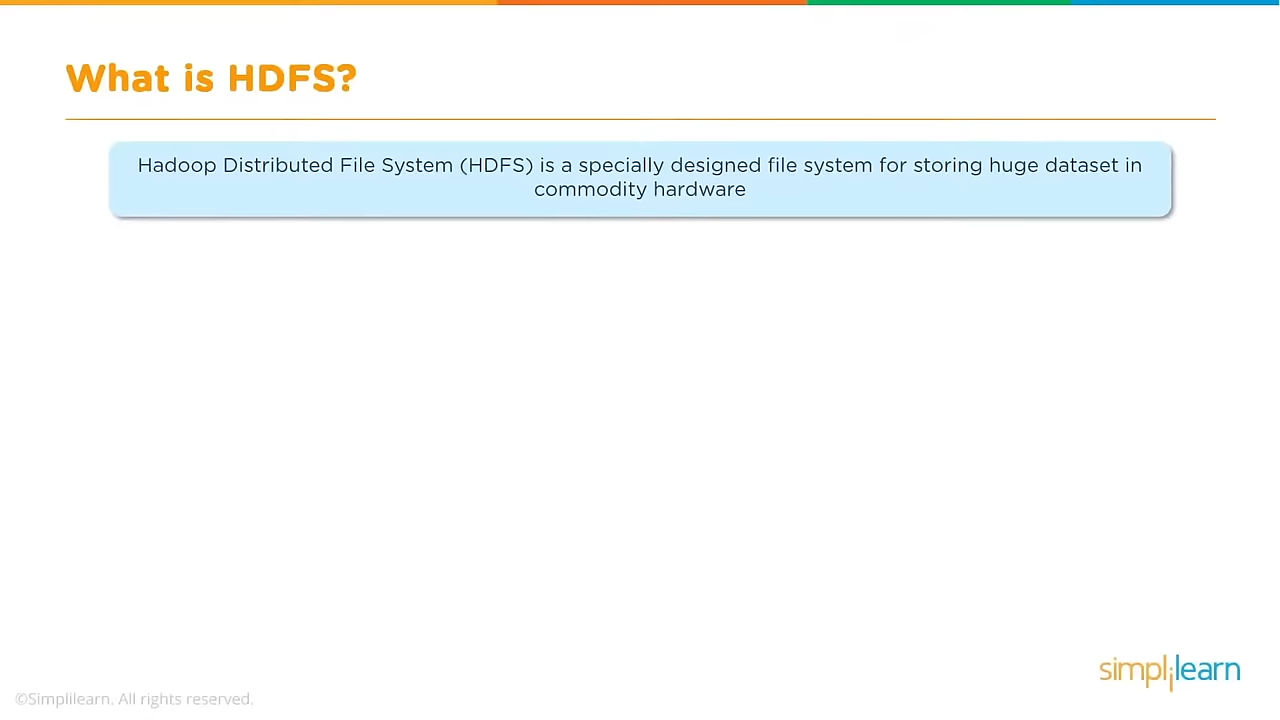 What is HDFS?
Hadoop Distributed File System (HDFS) is a specially designed file system for storing huge dataset in
commodity hardware
simplilearn
©Simplilearn. All rights reserved.